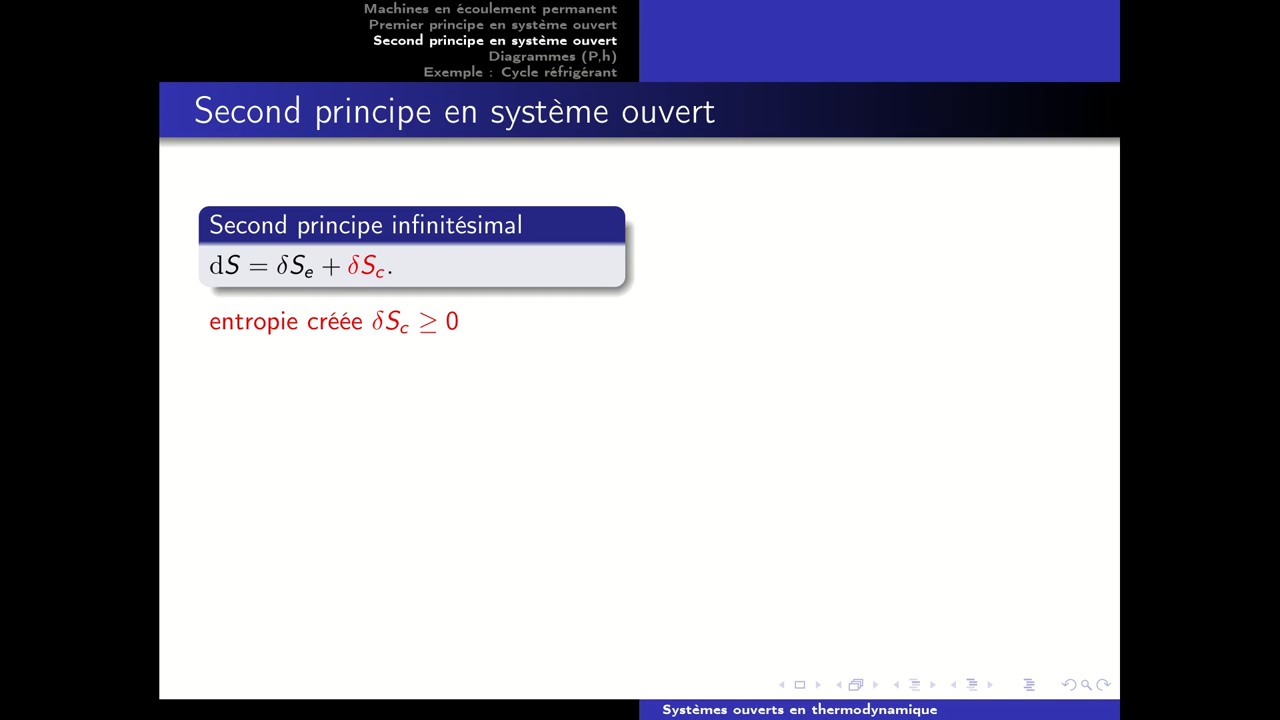 Machines en écoulement permanent
Premier principe en système ouvert
Second principe en système ouvert
Diagrammes (P,h)
Exemple : Cycle réfrigérant
Second principe en système ouvert
Second principe infinitésimal
dS = δSₑ + δS_c.
entropie créée δS_c ≥ 0
Systèmes ouverts en thermodynamique